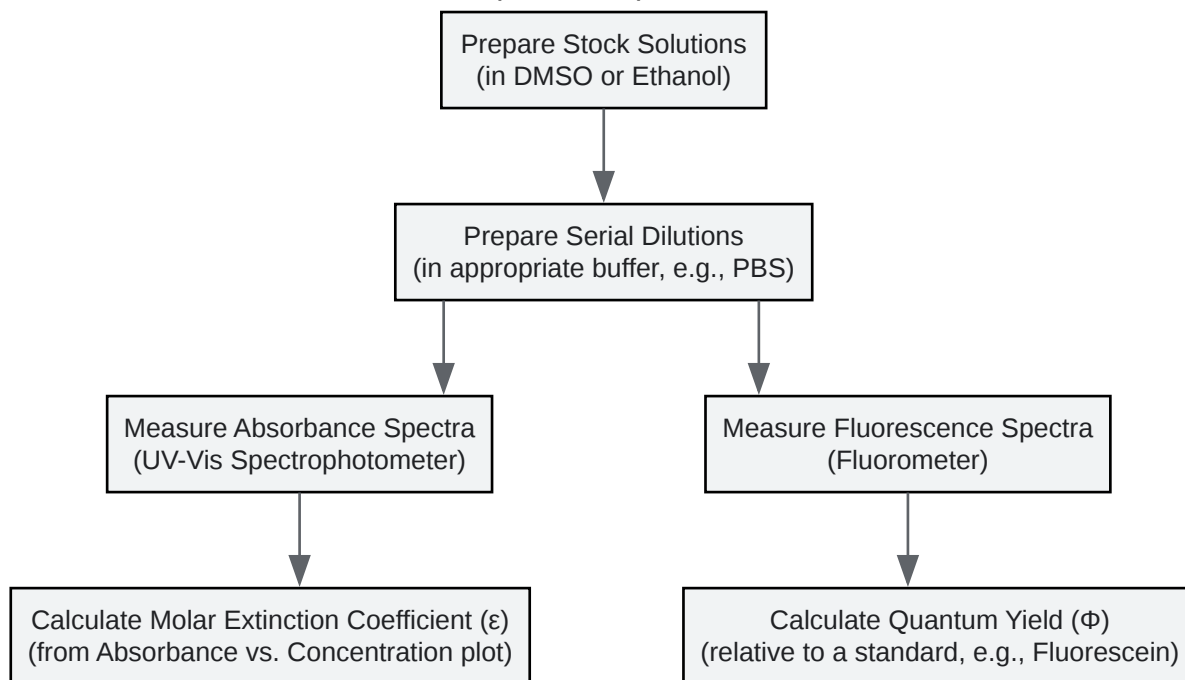 Prepare Stock Solutions
(in DMSO or Ethanol)
Prepare Serial Dilutions
(in appropriate buffer, e.g., PBS)
Measure Absorbance Spectra
(UV-Vis Spectrophotometer)
Measure Fluorescence Spectra
(Fluorometer)
Calculate Molar Extinction Coefficient (ε)
(from Absorbance vs. Concentration plot)
Calculate Quantum Yield (Φ)
(relative to a standard, e.g., Fluorescein)